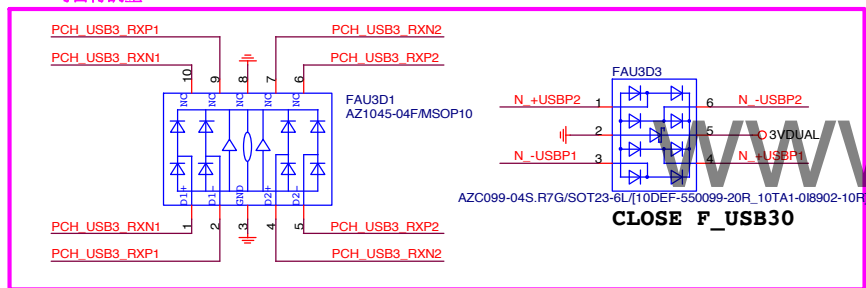 PCH_USB3_RXP1
PCH_USB3_RXN2
PCH_USB3_RXN1
PCH_USB3_RXP2
10
9
8
7
6
NC
NC
NC
NC
FAU3D1
AZ1045-04F/MSOP10
D1+
D1-
GND
D2+
D2-
1
2
3
4
5
PCH_USB3_RXN1
PCH_USB3_RXP2
PCH_USB3_RXP1
PCH_USB3_RXN2
FAU3D3
N_+USBP2
1
6
N_-USBP2
2
5
3VDUAL
N_-USBP1
3
4
N_+USBP1
WWW
AZC099-04S.R7G/SOT23-6L/[10DEF-550099-20R_10TA1-0I8902-10R
CLOSE F_USB30